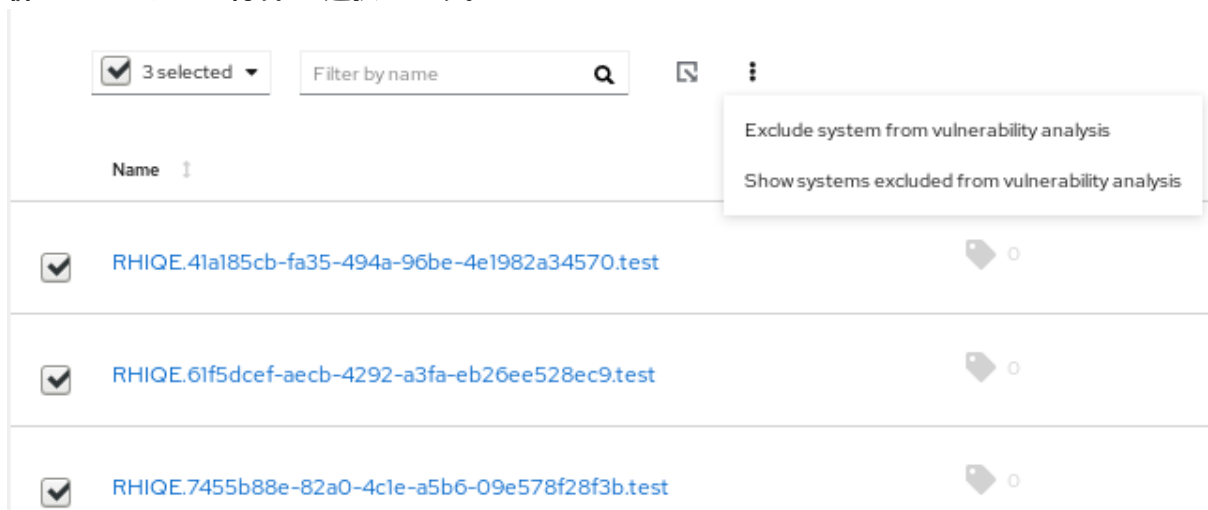 3 selected
Filter by name
Exclude system from vulnerability analysis
Name
Show systems excluded from vulnerability analysis
RHIQE.41a185cb-fa35-494a-96be-4e1982a34570.test
0
RHIQE.61f5dcef-aecb-4292-a3fa-eb26ee528ec9.test
0
RHIQE.7455b88e-82a0-4c1e-a5b6-09e578f28f3b.test
0